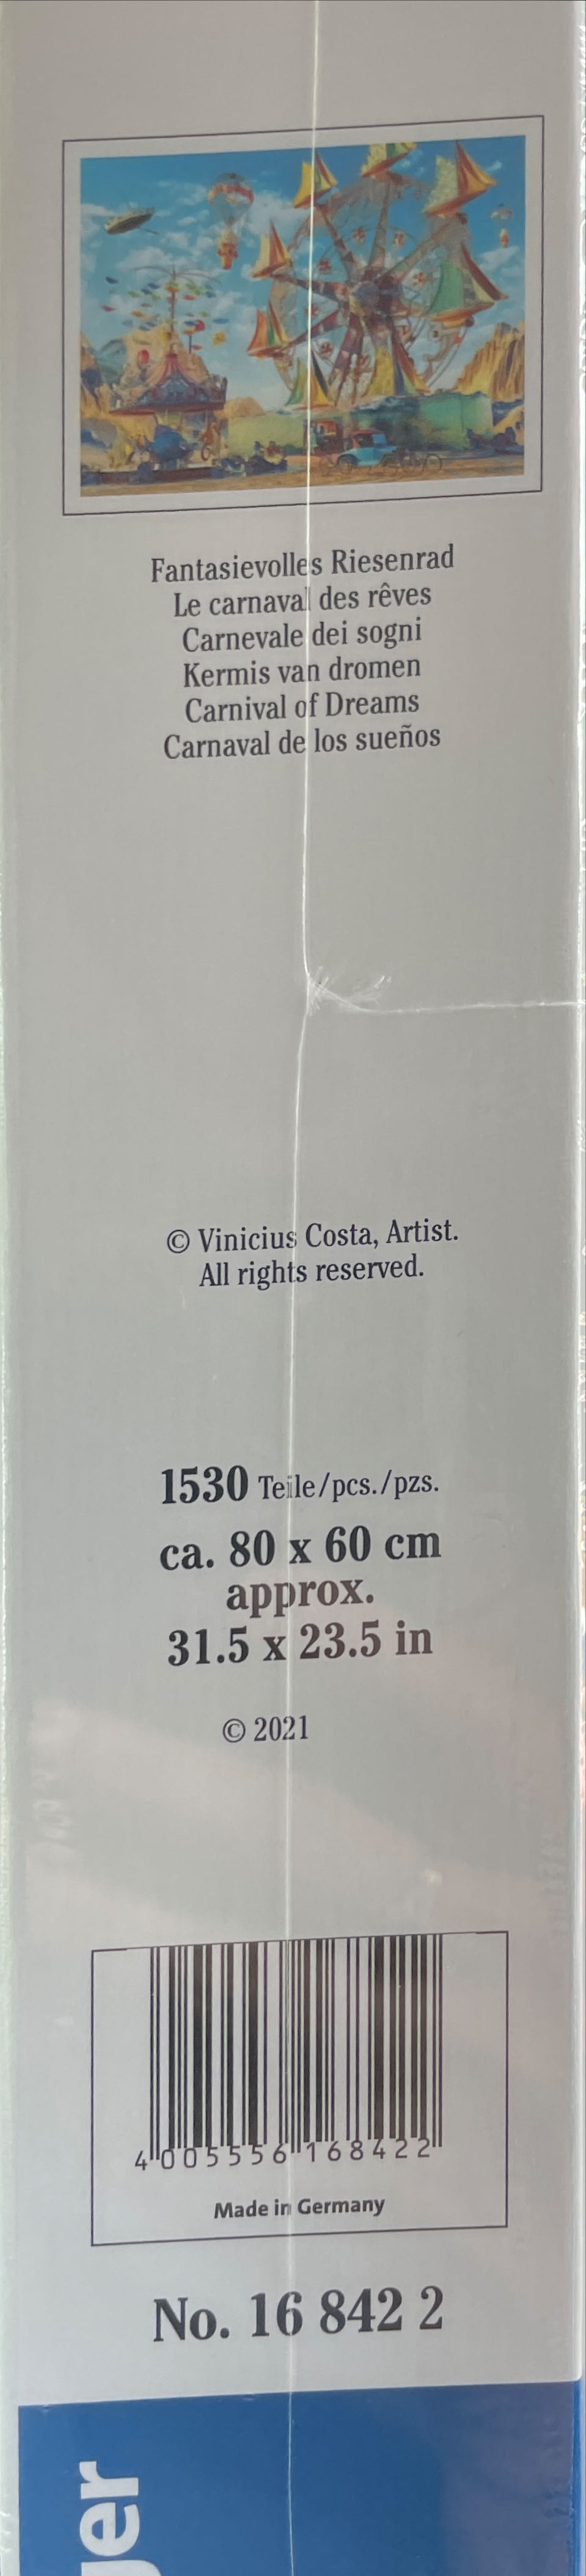 Fantasievolles Riesenrad
Le carnaval des rêves
Carnevale dei sogni
Kermis van dromen
Carnival of Dreams
Carnaval de los sueños
© Vinicius Costa, Artist.
All rights reserved.
1530 Teile/pcs./pzs.
ca. 80 x 60 cm
approx.
31.5 x 23.5 in
© 2021
4 005556 168422
Made in Germany
No. 16 842 2
ger